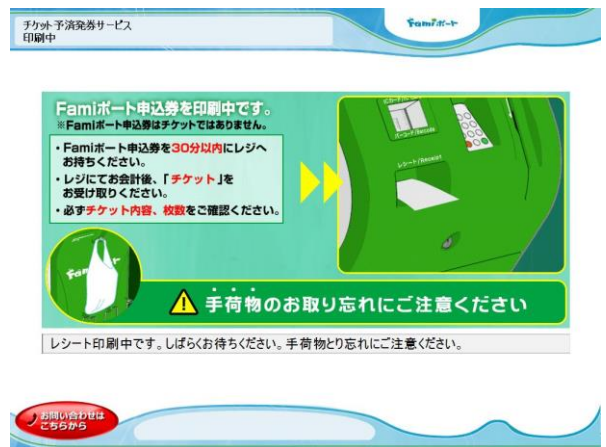 チケット予済発券サービス
印刷中
Famiポート
Famiポート申込券を印刷中です。
※Famiポート申込券はチケットではありません。
・Famiポート申込券を30分以内にレジへ
お持ちください。
・レジにてお会計後、「チケット」を
お受け取りください。
・必ずチケット内容、枚数をご確認ください。
バーコード/Barcode
レシート/Receipt
手荷物のお取り忘れにご注意ください
レシート印刷中です。しばらくお待ちください。手荷物とり忘れにご注意ください。
お問い合わせは
こちらから